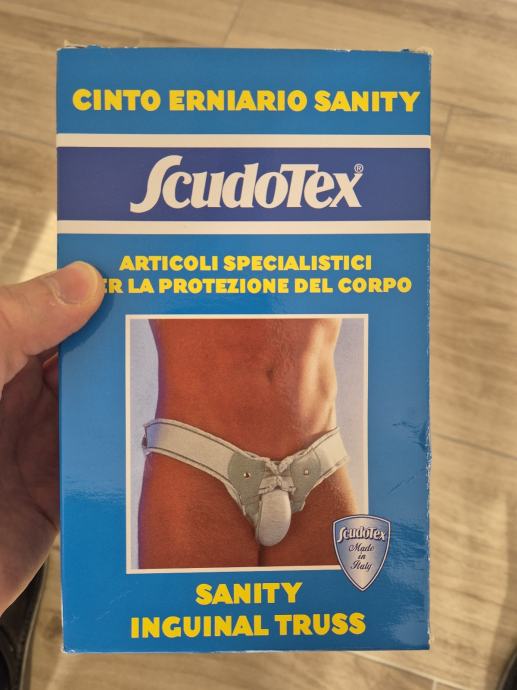 CINTO ERNIARIO SANITY
ScudoTex®
ARTICOLI SPECIALISTICI
ER LA PROTEZIONE DEL CORPO
ScudoTex
Made
in
Italy
SANITY
INGUINAL TRUSS